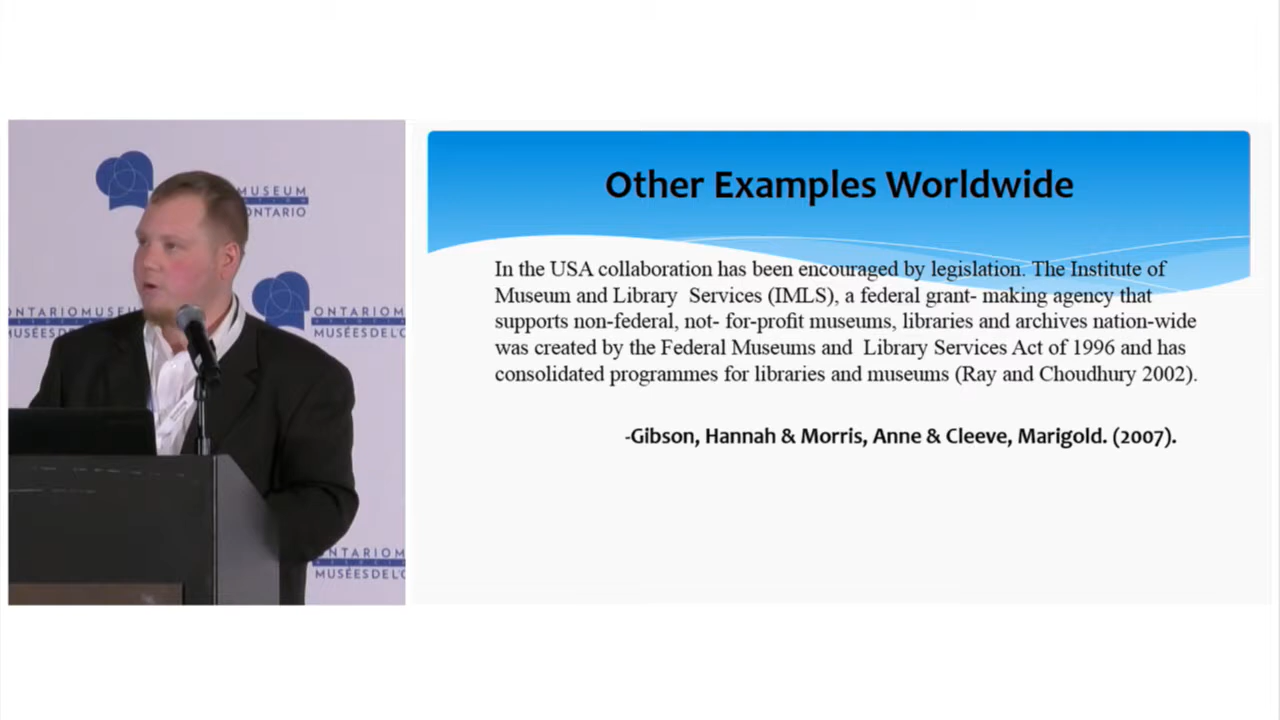 MUSEUM
ONTARIO
ONTARIOMUSEUM
MUSÉES
ONTARIOM
MUSÉESDEL'O
ONTARIOM
MUSÉESDEL'O
Other Examples Worldwide
In the USA collaboration has been encouraged by legislation. The Institute of
Museum and Library Services (IMLS), a federal grant- making agency that
supports non-federal, not- for-profit museums, libraries and archives nation-wide
was created by the Federal Museums and Library Services Act of 1996 and has
consolidated programmes for libraries and museums (Ray and Choudhury 2002).
-Gibson, Hannah & Morris, Anne & Cleeve, Marigold. (2007).